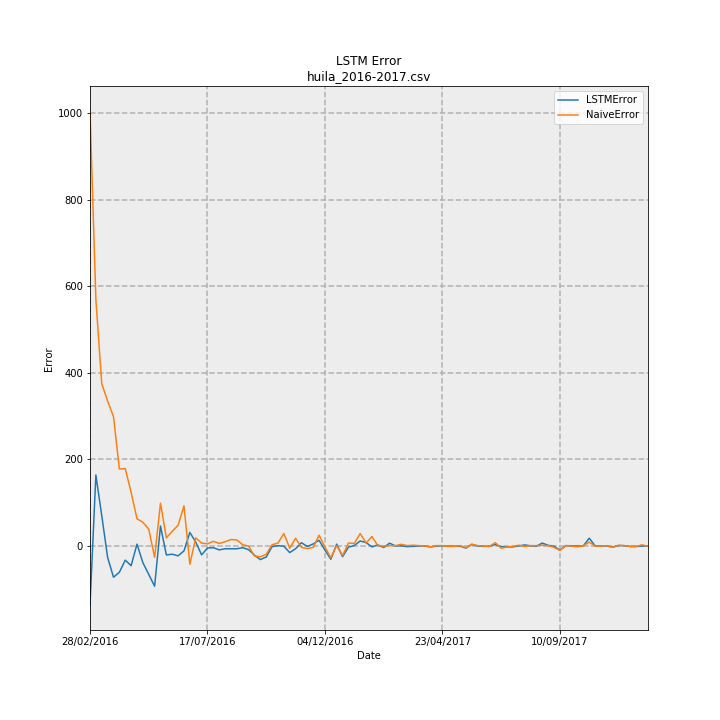 LSTM Error
huila_2016-2017.csv
LSTMError
NaiveError
1000
800
600
400
200
0
Error
28/02/2016
17/07/2016
04/12/2016
23/04/2017
10/09/2017
Date